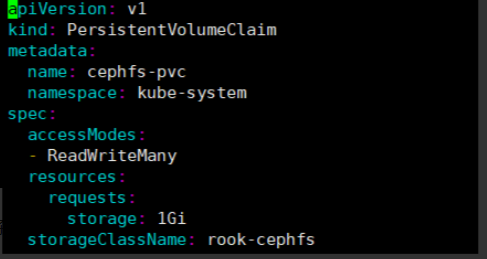 apiVersion: v1
kind: PersistentVolumeClaim
metadata:
  name: cephfs-pvc
  namespace: kube-system
spec:
  accessModes:
  - ReadWriteMany
  resources:
    requests:
      storage: 1Gi
  storageClassName: rook-cephfs